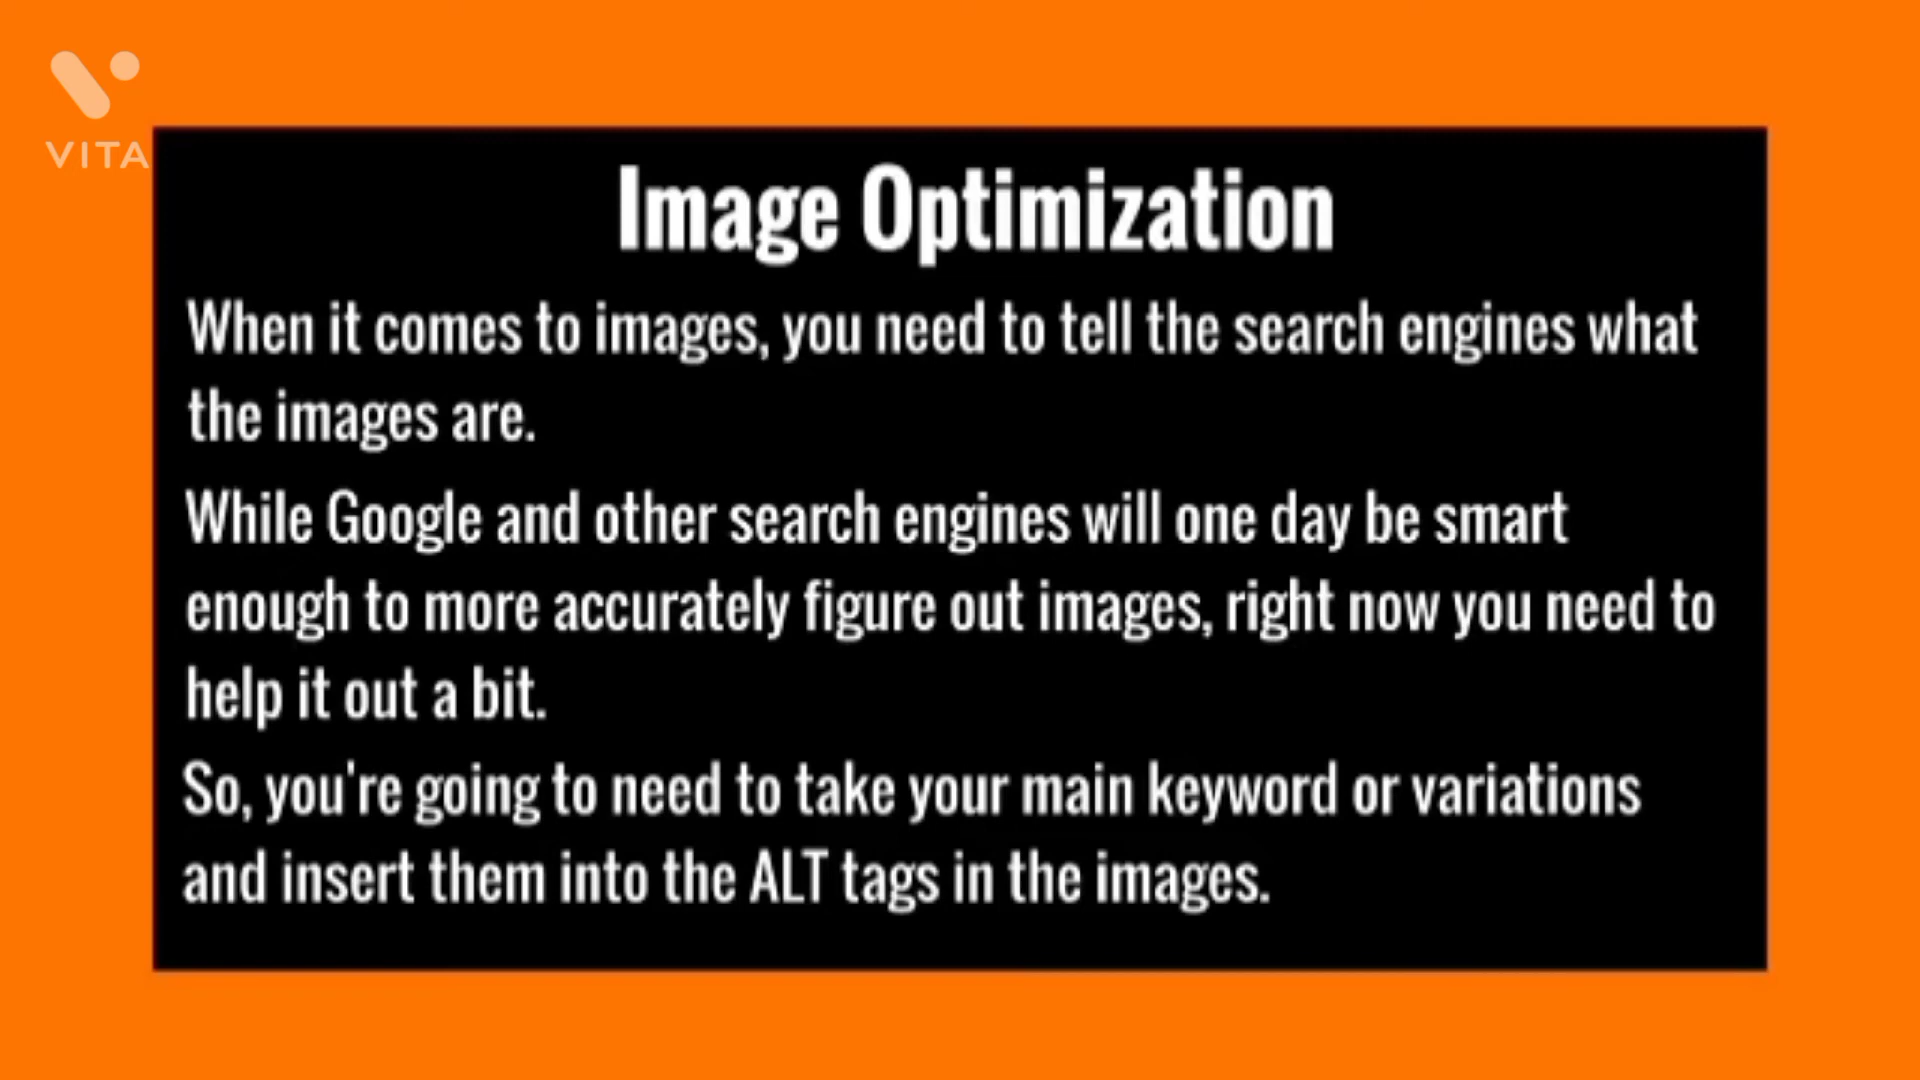 VITA
Image Optimization
When it comes to images, you need to tell the search engines what
the images are.
While Google and other search engines will one day be smart
enough to more accurately figure out images, right now you need to
help it out a bit.
So, you're going to need to take your main keyword or variations
and insert them into the ALT tags in the images.